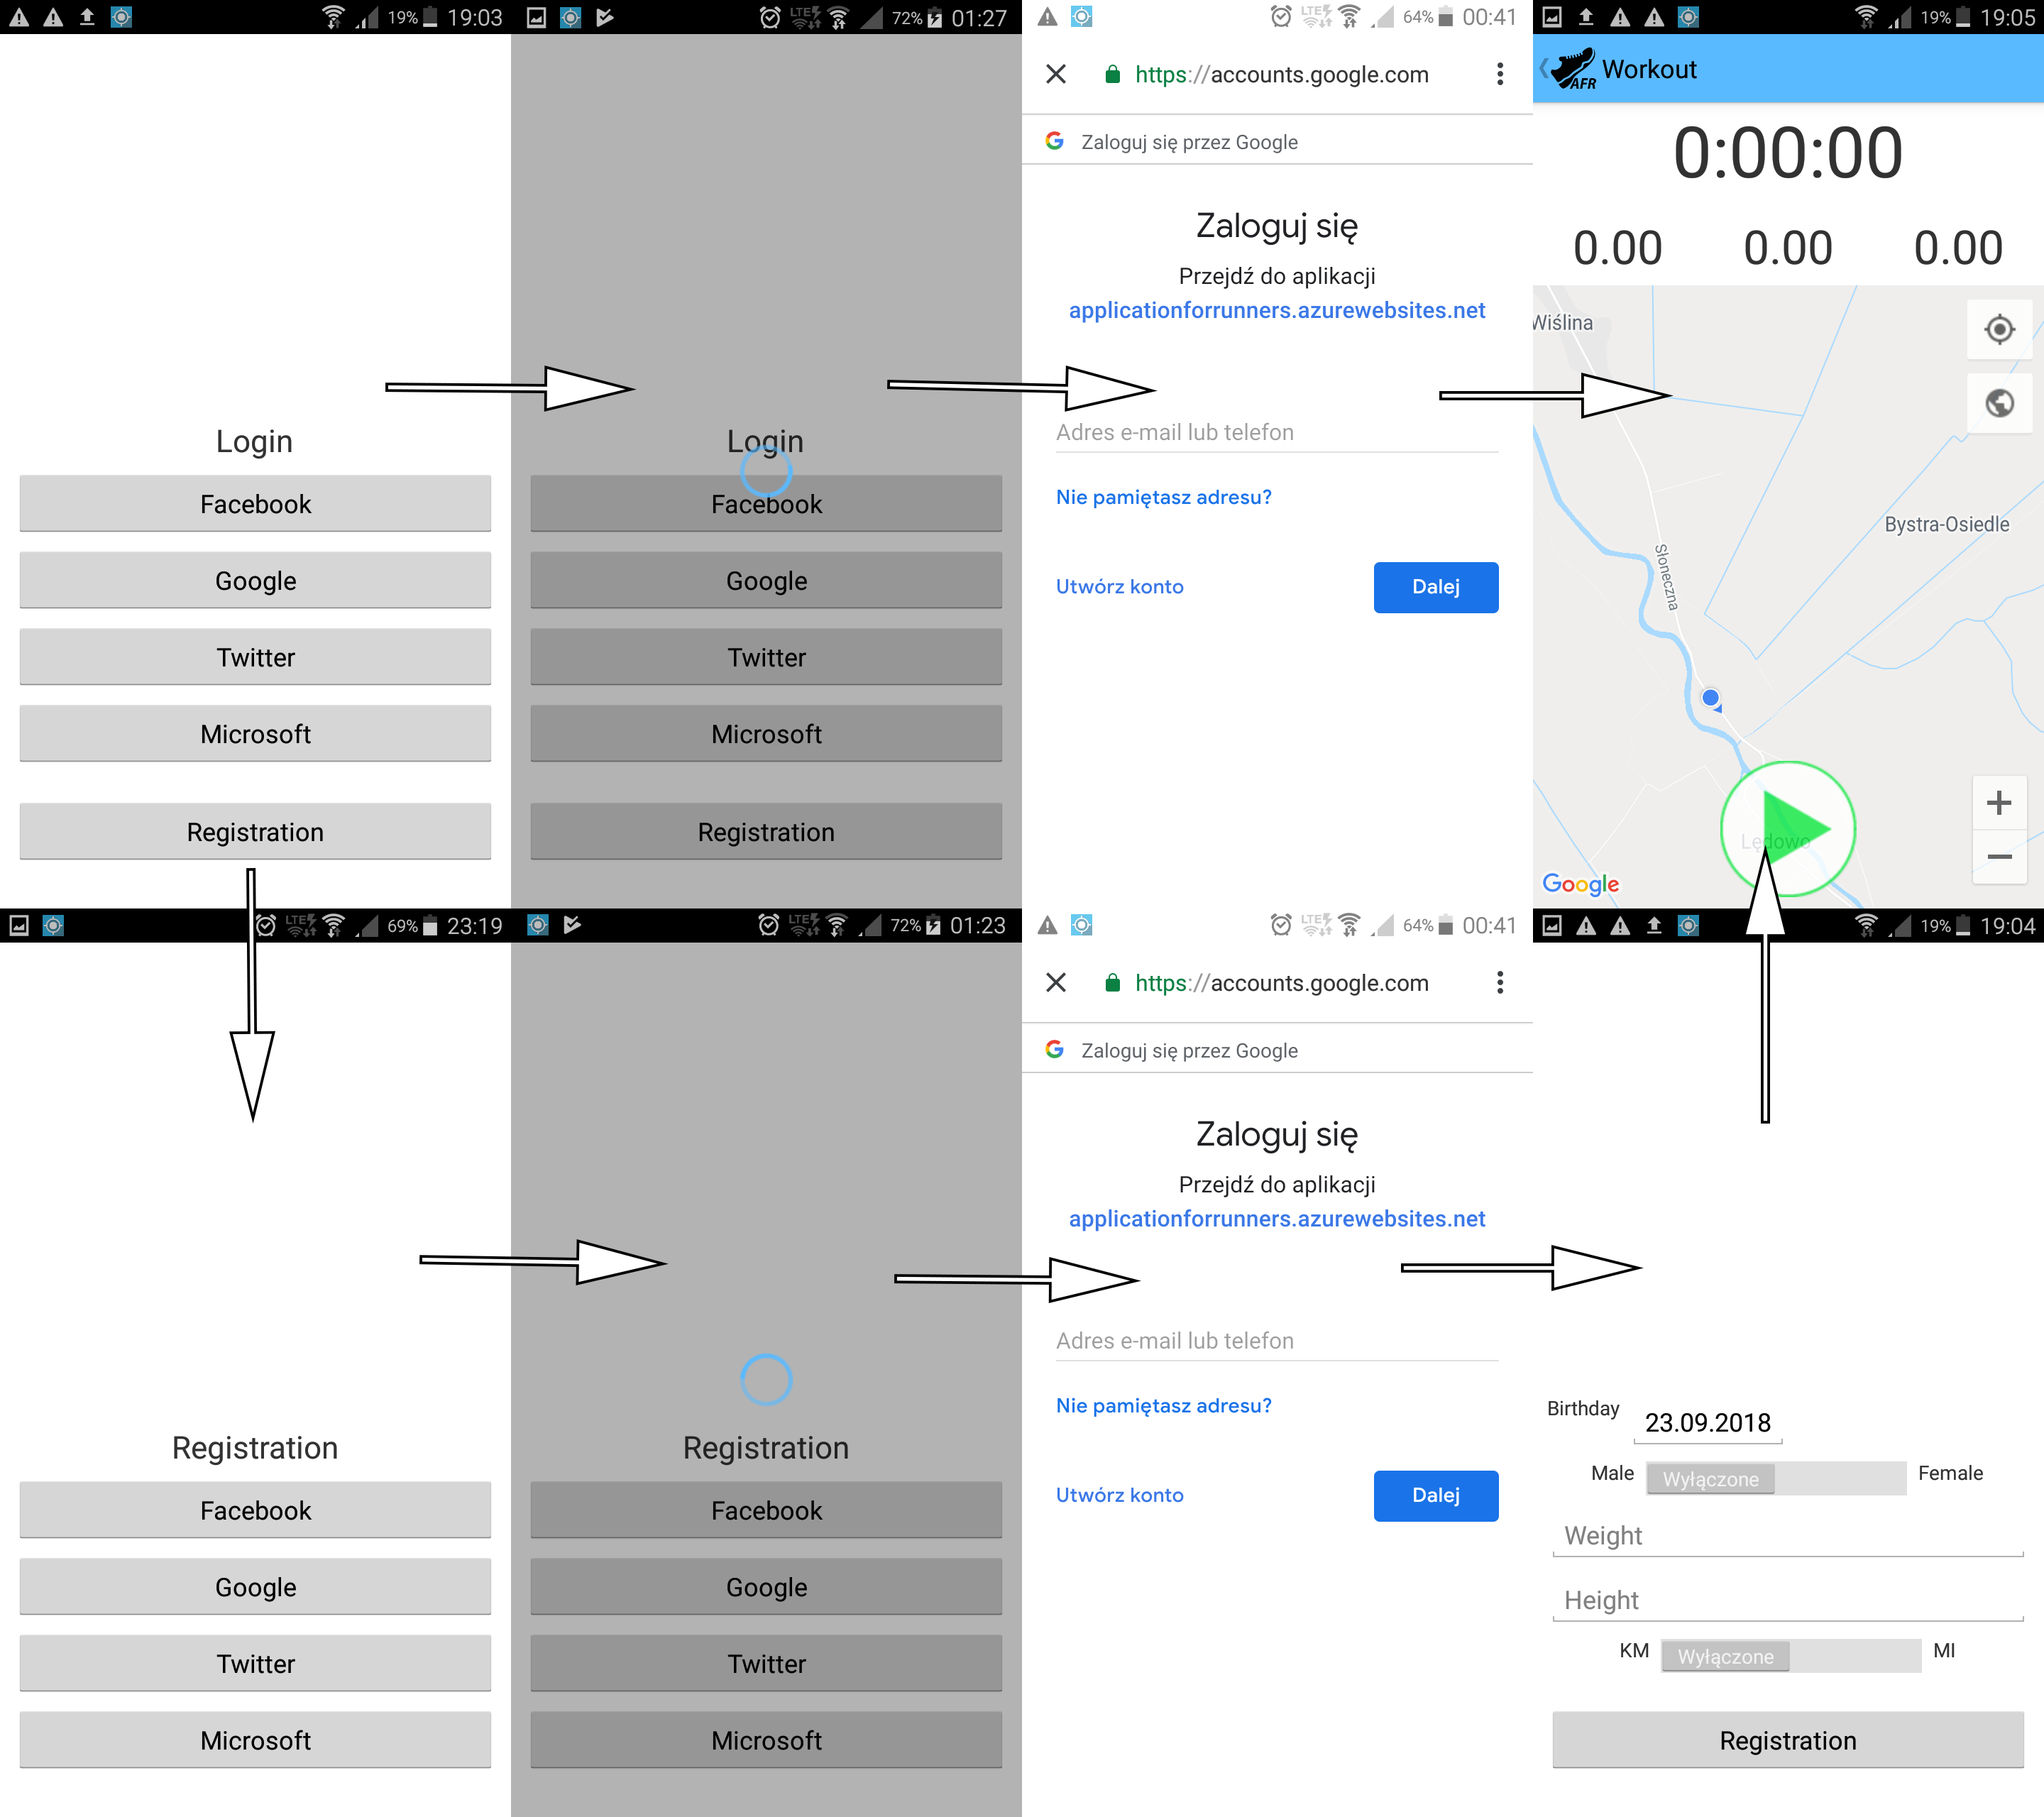 19% 19:03
Login
Facebook
Google
Twitter
Microsoft
Registration
LTE 72% 01:27
Login
Facebook
Google
Twitter
Microsoft
Registration
LTE 64% 00:41
https://accounts.google.com
Zaloguj się przez Google
Zaloguj się
Przejdź do aplikacji
applicationforrunners.azurewebsites.net
Adres e-mail lub telefon
Nie pamiętasz adresu?
Utwórz konto
Dalej
19% 19:05
AFR Workout
0:00:00
0.00 0.00 0.00
Wiślina
Bystra-Osiedle
Słoneczna
Lędowo
Google
LTE 69% 23:19
Registration
Facebook
Google
Twitter
Microsoft
LTE 72% 01:23
Registration
Facebook
Google
Twitter
Microsoft
LTE 64% 00:41
https://accounts.google.com
Zaloguj się przez Google
Zaloguj się
Przejdź do aplikacji
applicationforrunners.azurewebsites.net
Adres e-mail lub telefon
Nie pamiętasz adresu?
Utwórz konto
Dalej
19% 19:04
Birthday 23.09.2018
Male Wyłączone Female
Weight
Height
KM Wyłączone MI
Registration